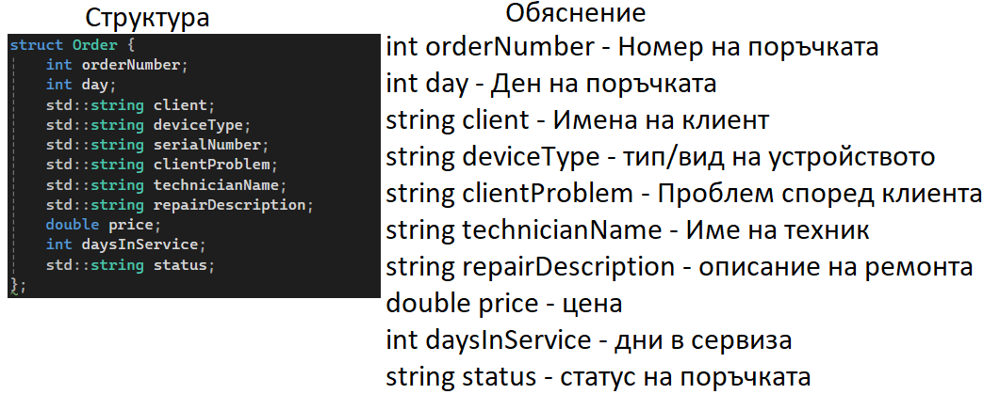 Структура
struct Order {
int orderNumber;
int day;
std::string client;
std::string deviceType;
std::string serialNumber;
std::string clientProblem;
std::string technicianName;
std::string repairDescription;
double price;
int daysInService;
std::string status;
};
Обяснение
int orderNumber - Номер на поръчката
int day - Ден на поръчката
string client - Имена на клиент
string deviceType - тип/вид на устройството
string clientProblem - Проблем според клиента
string technicianName - Име на техник
string repairDescription - описание на ремонта
double price - цена
int daysInService - дни в сервиза
string status - статус на поръчката